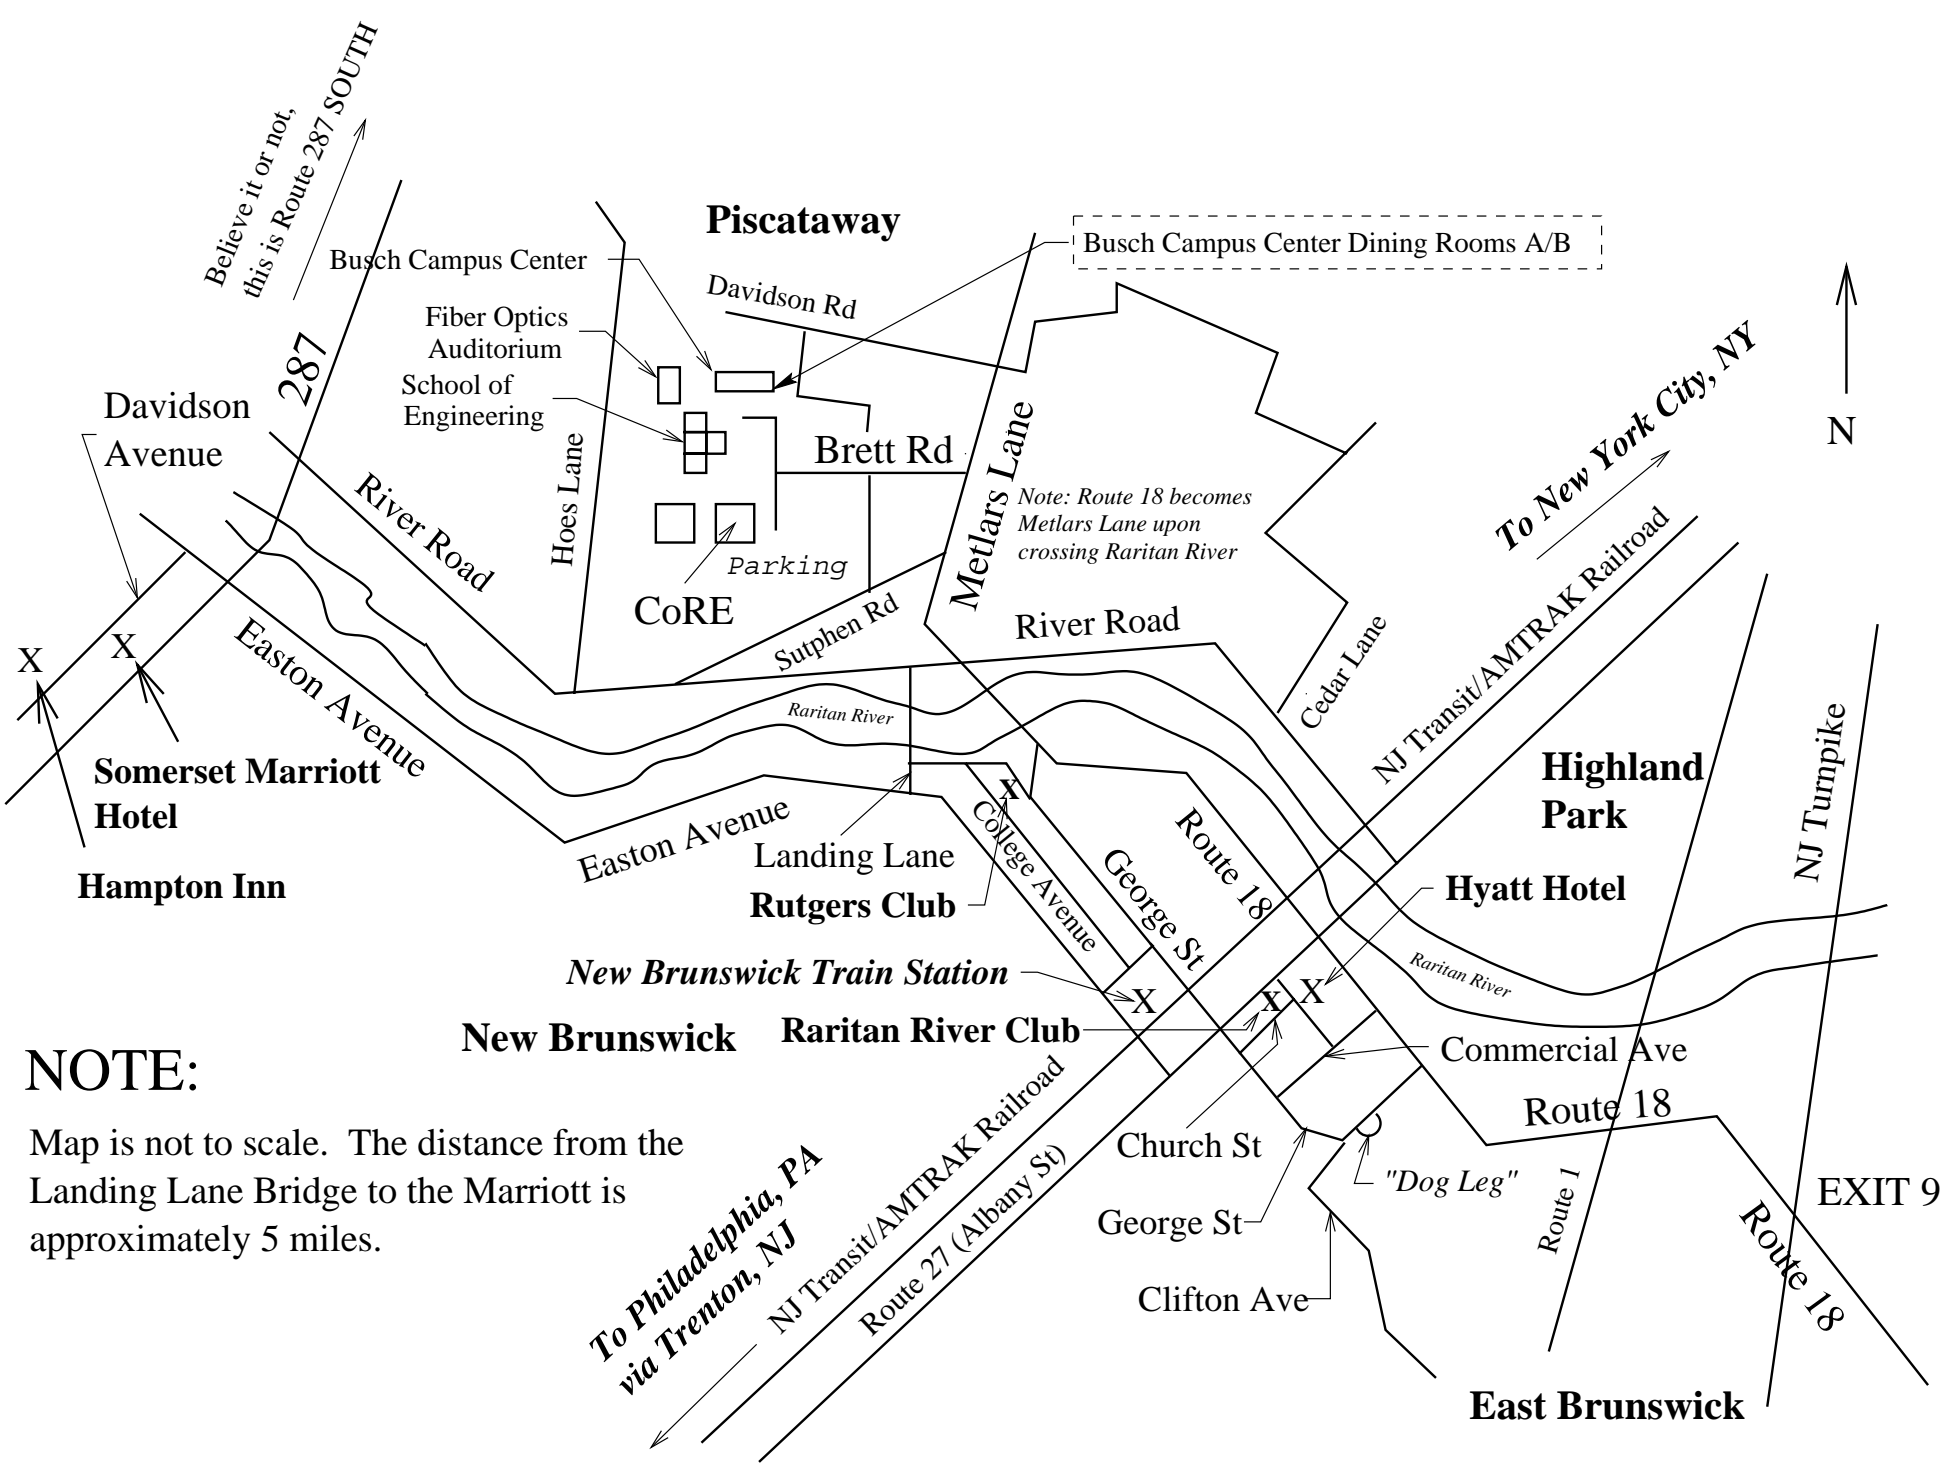 Believe it or not,
this is Route 287 SOUTH
Piscataway
Busch Campus Center Dining Rooms A/B
Busch Campus Center
Davidson Rd
Fiber Optics
Auditorium
School of
Engineering
287
Davidson
Avenue
To New York City, NY
N
Brett Rd
Hoes Lane
River Road
Metlars Lane
Note: Route 18 becomes
Metlars Lane upon
crossing Raritan River
Parking
CoRE
Sutphen Rd
River Road
Cedar Lane
NJ Transit/AMTRAK Railroad
X
X
Easton Avenue
Raritan River
Somerset Marriott
Hotel
Hampton Inn
Highland
Park
NJ Turnpike
X
College Avenue
Easton Avenue
Landing Lane
Rutgers Club
George St
Route 18
Hyatt Hotel
New Brunswick Train Station
X
X
X
Raritan River
New Brunswick
Raritan River Club
Commercial Ave
NOTE:
Map is not to scale. The distance from the
Landing Lane Bridge to the Marriott is
aproximately 5 miles.
Route 18
Church St
"Dog Leg"
George St
Clifton Ave
Route 1
EXIT 9
Route 18
NJ Transit/AMTRAK Railroad
Route 27 (Albany St)
To Philadelphia, PA
via Trenton, NJ
East Brunswick